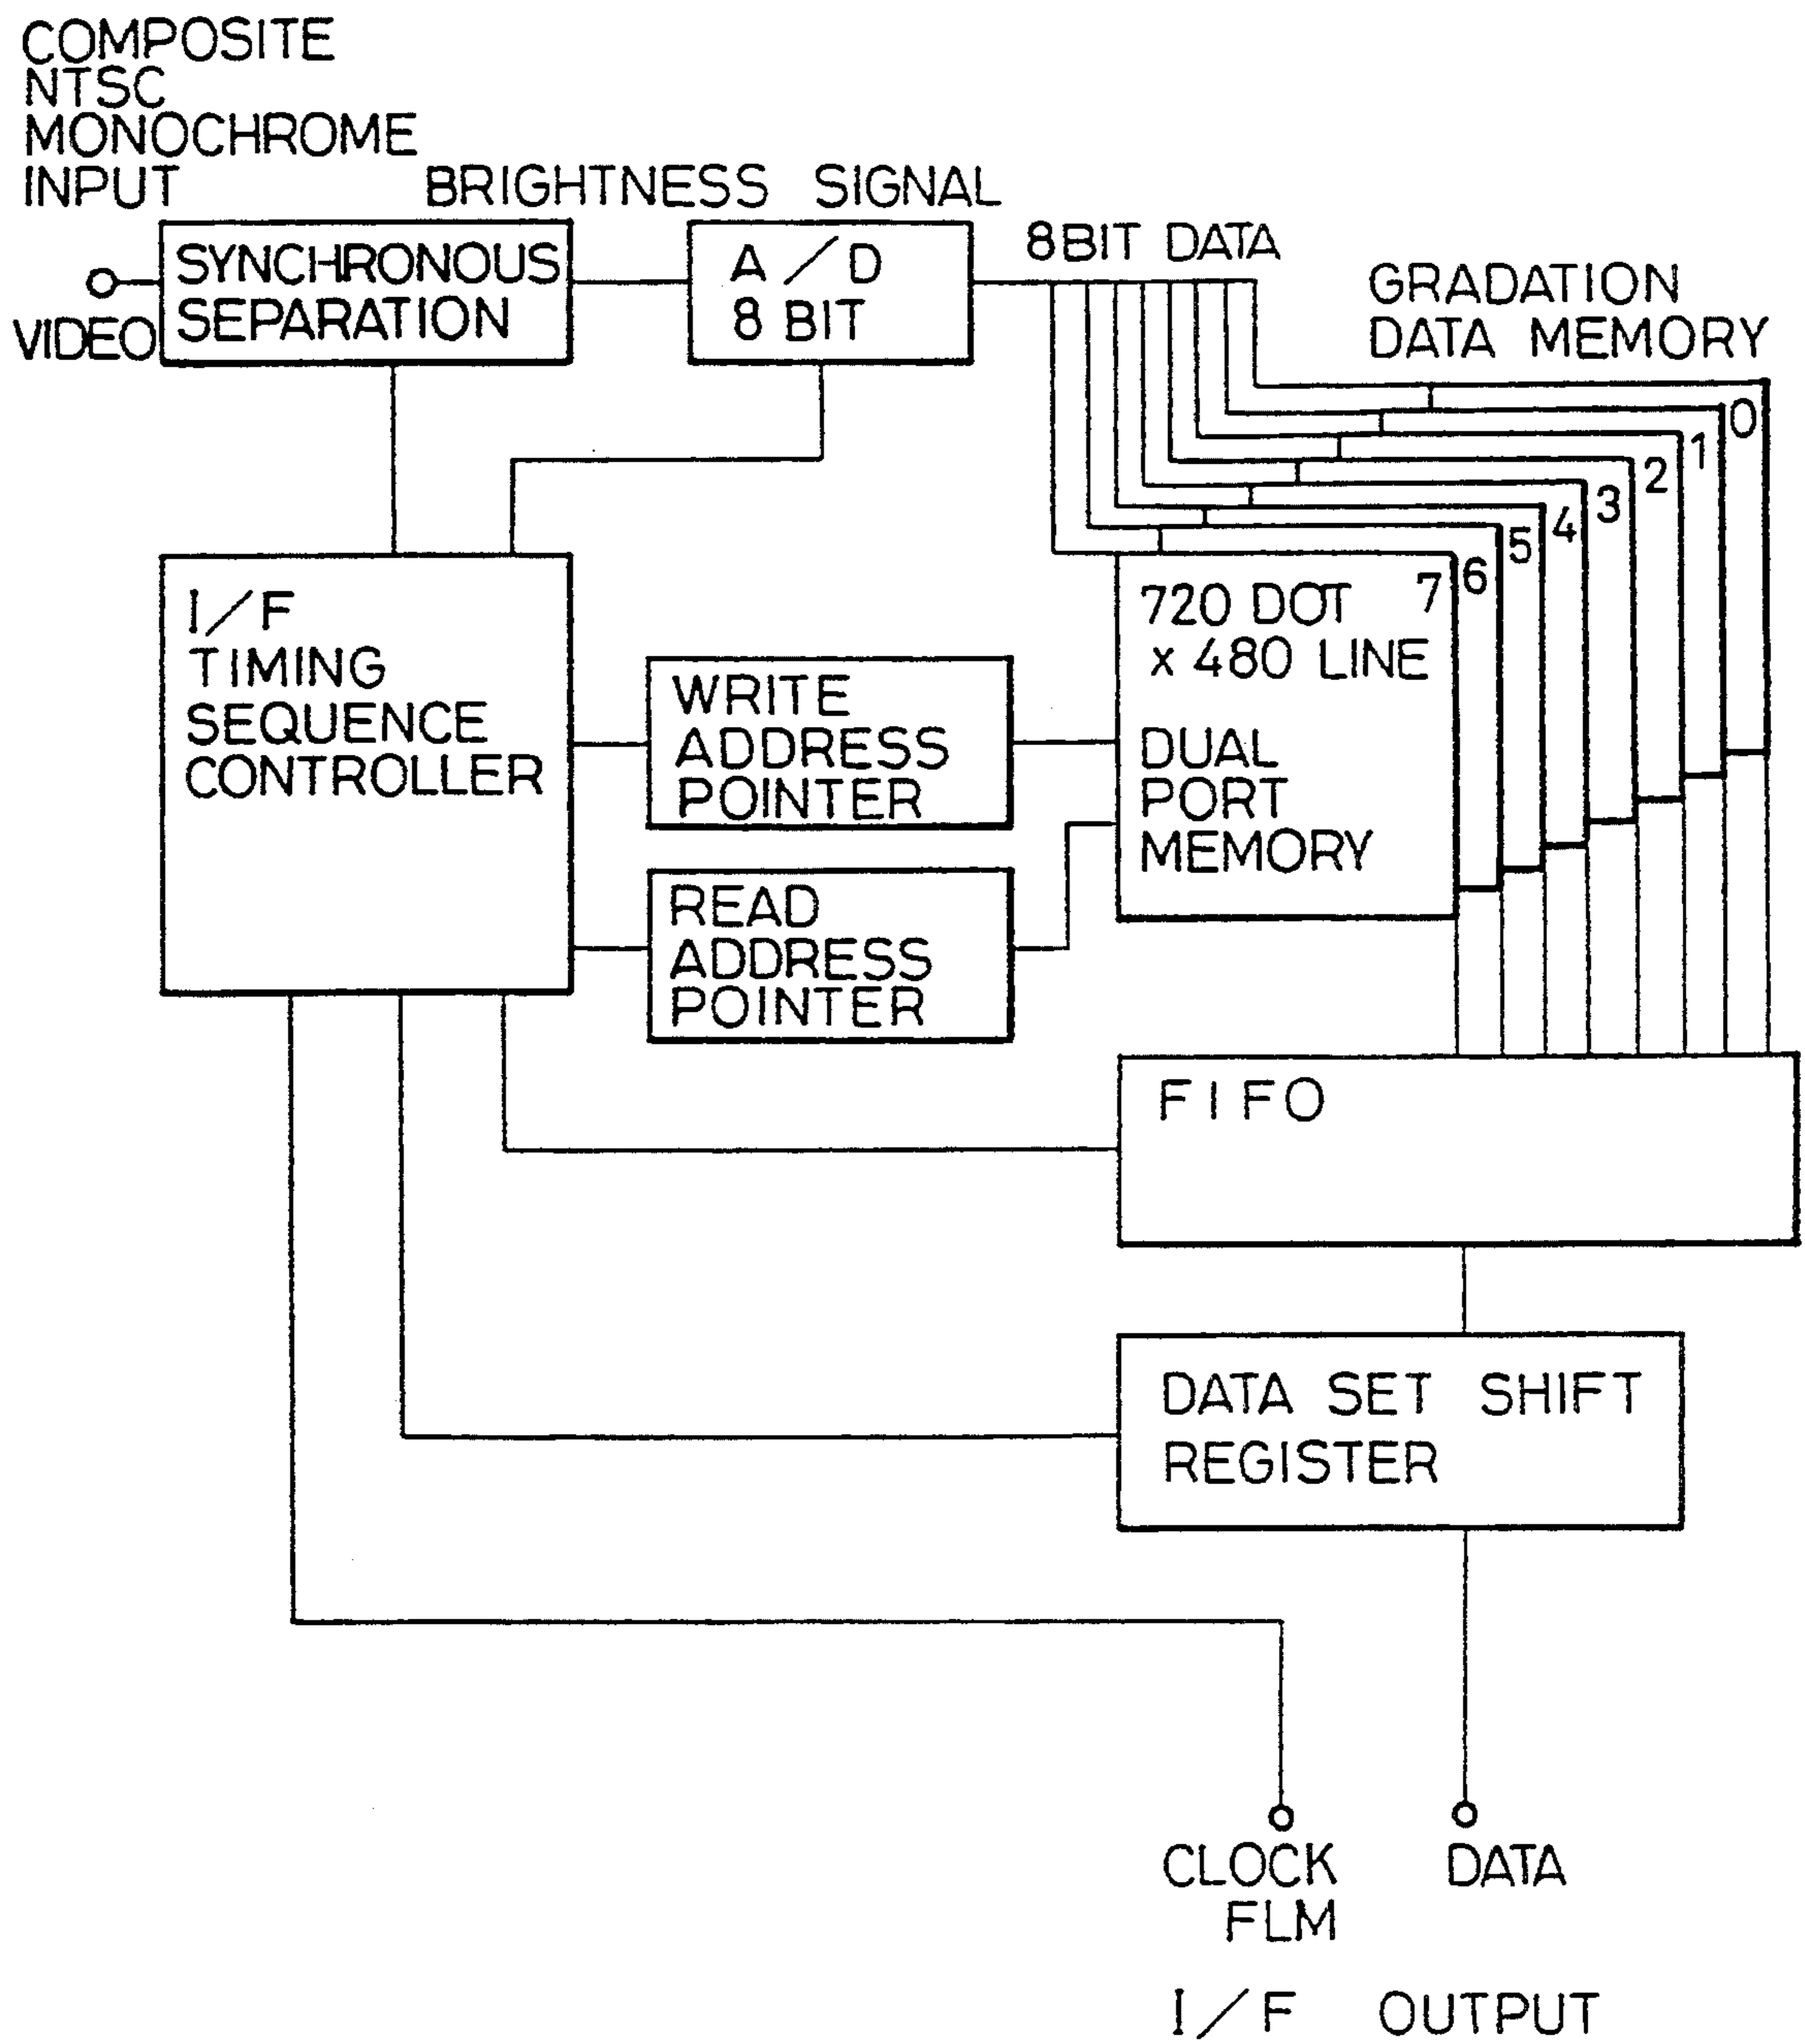 COMPOSITE
NTSC
MONOCHROME
INPUT
BRIGHTNESS SIGNAL
VIDEO
SYNCHRONOUS
SEPARATION
A/D
8 BIT
8BIT DATA
GRADATION
DATA MEMORY
0
1
2
3
4
5
6
7
720 DOT
x 480 LINE
DUAL
PORT
MEMORY
I/F
TIMING
SEQUENCE
CONTROLLER
WRITE
ADDRESS
POINTER
READ
ADDRESS
POINTER
FIFO
DATA SET SHIFT
REGISTER
CLOCK
FLM
DATA
I/F OUTPUT